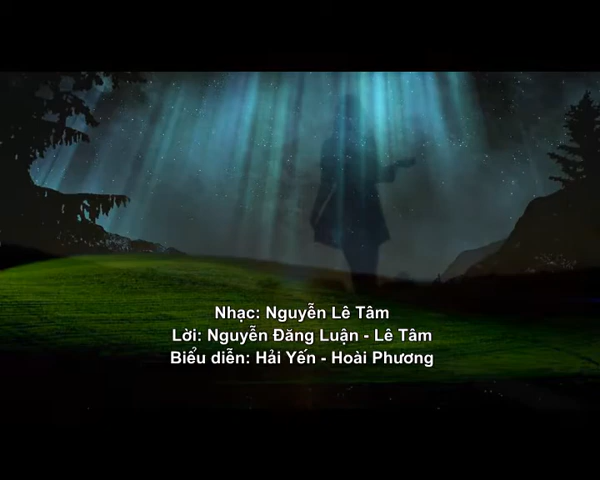 Nhạc: Nguyễn Lê Tâm
Lời: Nguyễn Đăng Luận - Lê Tâm
Biểu diễn: Hải Yến - Hoài Phương